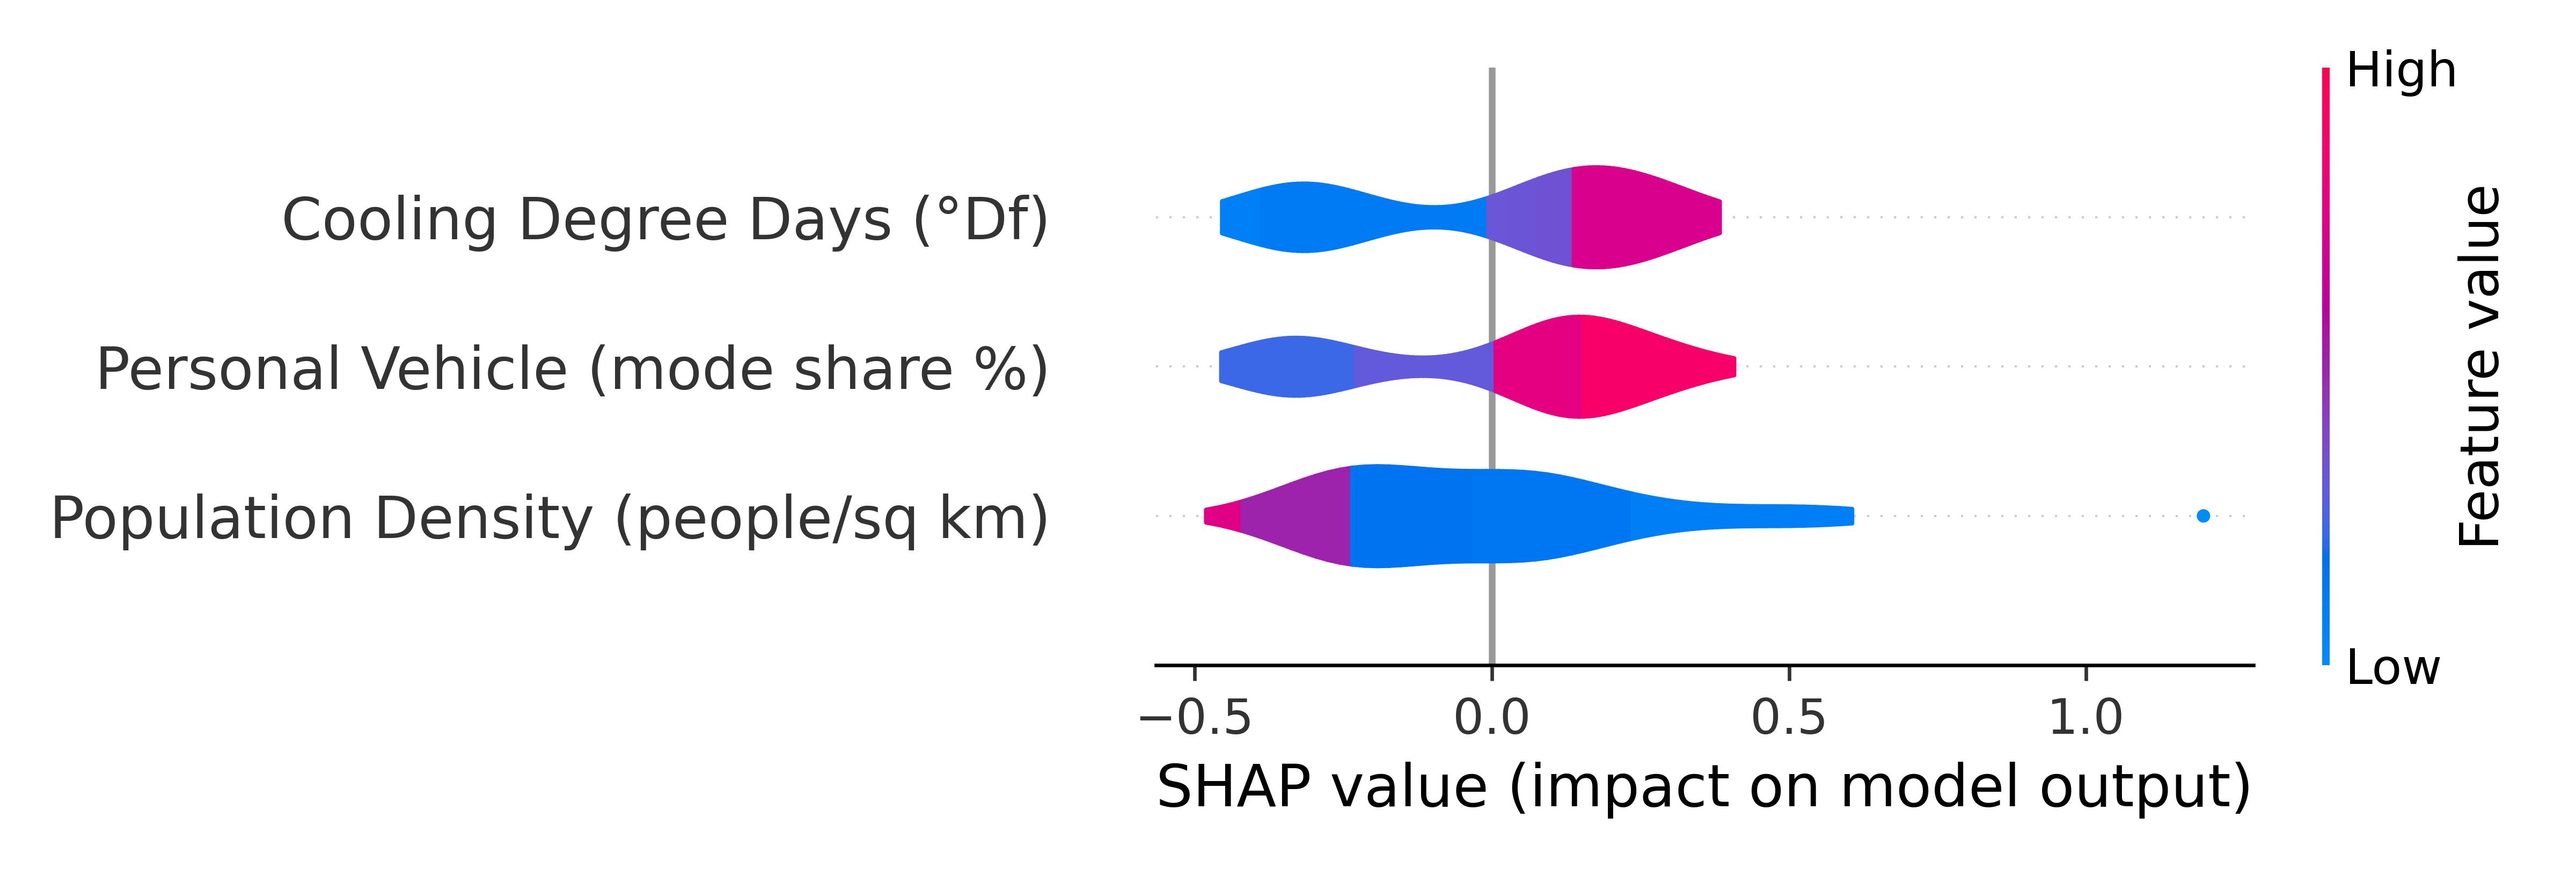 High
Cooling Degree Days (°Df)
Personal Vehicle (mode share %)
Population Density (people/sq km)
Feature value
Low
−0.5
0.0
0.5
1.0
SHAP value (impact on model output)